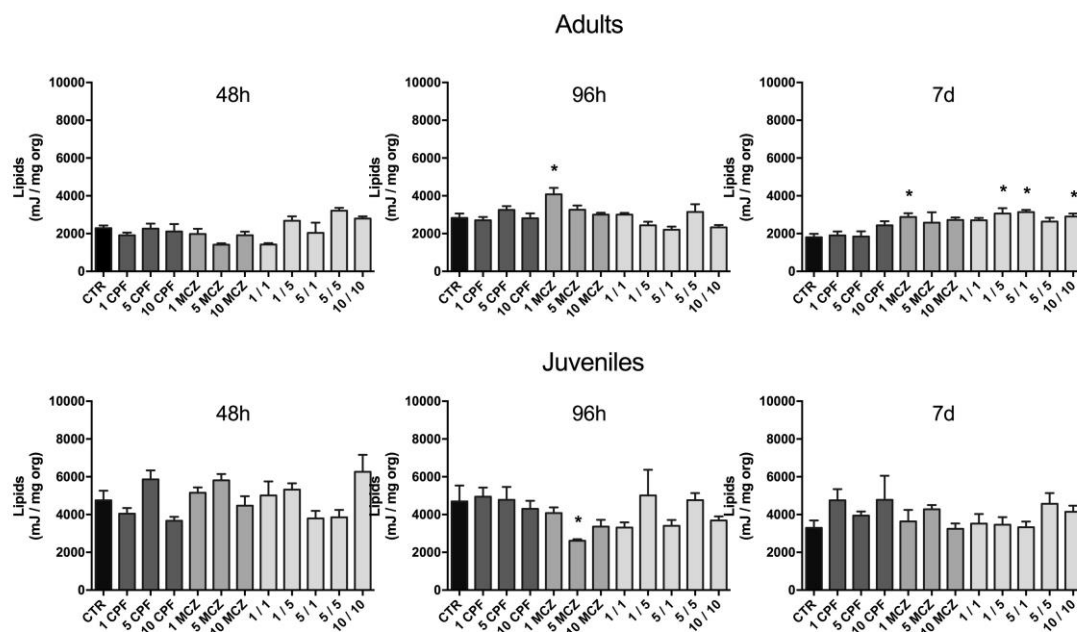 Adults
48h
Lipids
(mJ / mg org)
10000
8000
6000
4000
2000
0
CTR
1 CPF
5 CPF
10 CPF
1 MCZ
5 MCZ
10 MCZ
1 / 1
1 / 5
5 / 1
5 / 5
10 / 10
96h
Lipids
(mJ / mg org)
10000
8000
6000
4000
2000
0
*
CTR
1 CPF
5 CPF
10 CPF
1 MCZ
5 MCZ
10 MCZ
1 / 1
1 / 5
5 / 1
5 / 5
10 / 10
7d
Lipids
(mJ / mg org)
10000
8000
6000
4000
2000
0
* * * *
CTR
1 CPF
5 CPF
10 CPF
1 MCZ
5 MCZ
10 MCZ
1 / 1
1 / 5
5 / 1
5 / 5
10 / 10
Juveniles
48h
Lipids
(mJ / mg org)
10000
8000
6000
4000
2000
0
CTR
1 CPF
5 CPF
10 CPF
1 MCZ
5 MCZ
10 MCZ
1 / 1
1 / 5
5 / 1
5 / 5
10 / 10
96h
Lipids
(mJ / mg org)
10000
8000
6000
4000
2000
0
*
CTR
1 CPF
5 CPF
10 CPF
1 MCZ
5 MCZ
10 MCZ
1 / 1
1 / 5
5 / 1
5 / 5
10 / 10
7d
Lipids
(mJ / mg org)
10000
8000
6000
4000
2000
0
CTR
1 CPF
5 CPF
10 CPF
1 MCZ
5 MCZ
10 MCZ
1 / 1
1 / 5
5 / 1
5 / 5
10 / 10